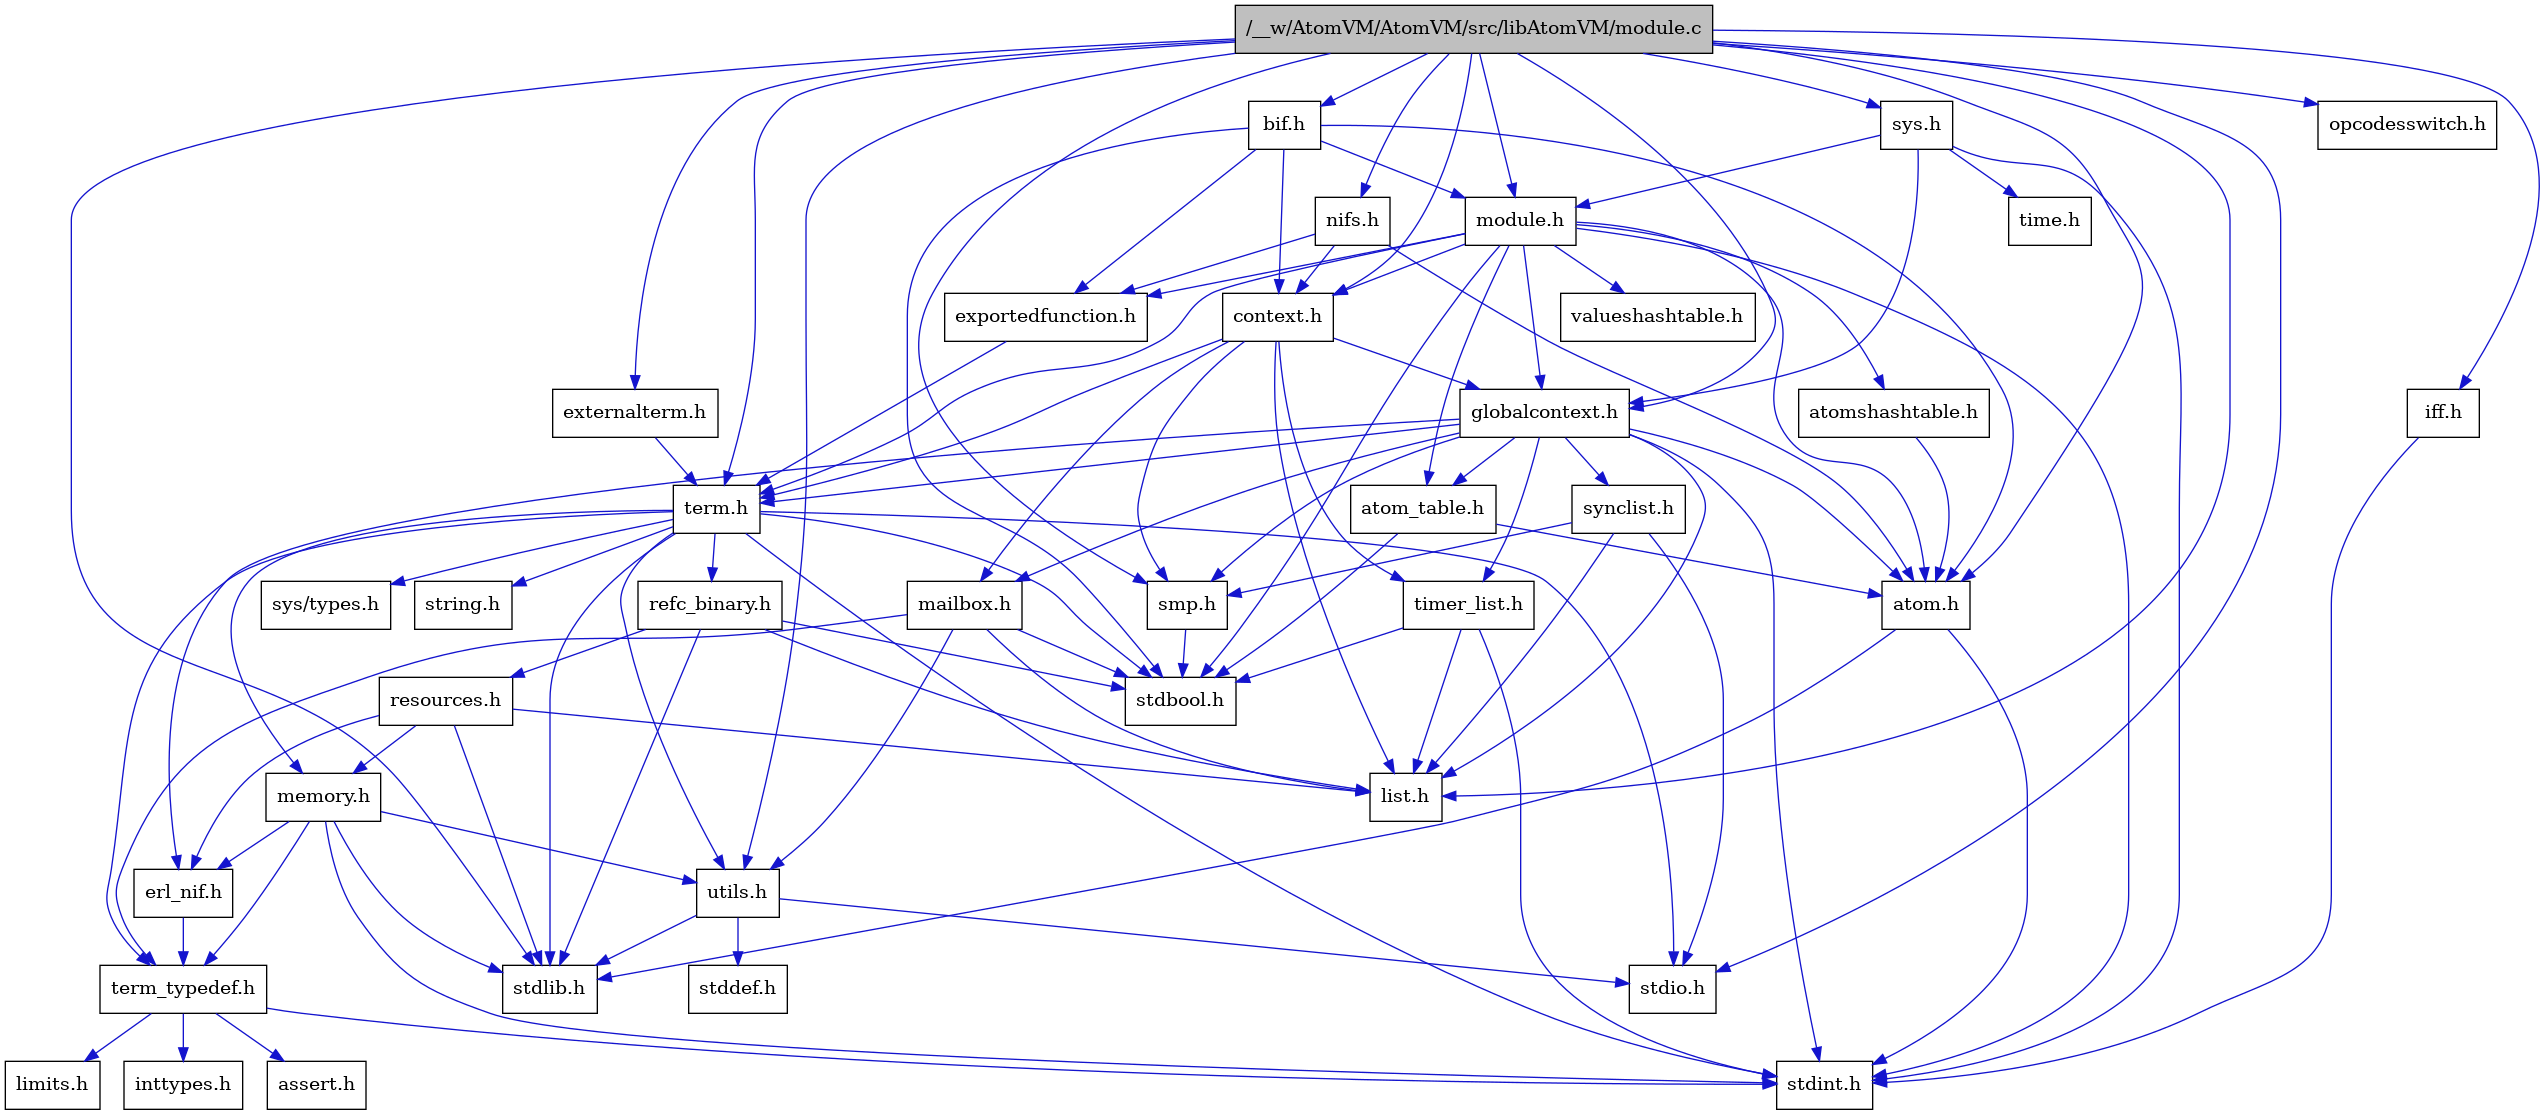 /__w/AtomVM/AtomVM/src/libAtomVM/module.c
bif.h
sys.h
opcodesswitch.h
nifs.h
module.h
time.h
exportedfunction.h
context.h
valueshashtable.h
externalterm.h
globalcontext.h
atomshashtable.h
iff.h
term.h
atom_table.h
synclist.h
sys/types.h
string.h
refc_binary.h
mailbox.h
smp.h
timer_list.h
atom.h
resources.h
stdbool.h
memory.h
list.h
erl_nif.h
utils.h
term_typedef.h
stdlib.h
stddef.h
stdio.h
limits.h
inttypes.h
assert.h
stdint.h